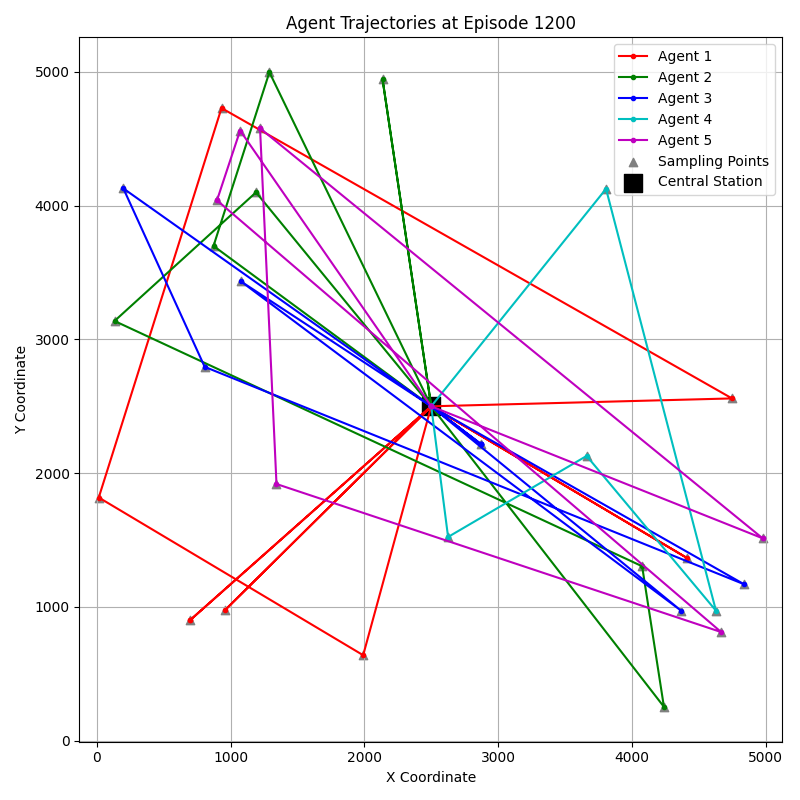 Agent Trajectories at Episode 1200
Agent 1
Agent 2
Agent 3
Agent 4
Agent 5
Sampling Points
Central Station
Y Coordinate
5000
4000
3000
2000
1000
0
0 1000 2000 3000 4000 5000
X Coordinate